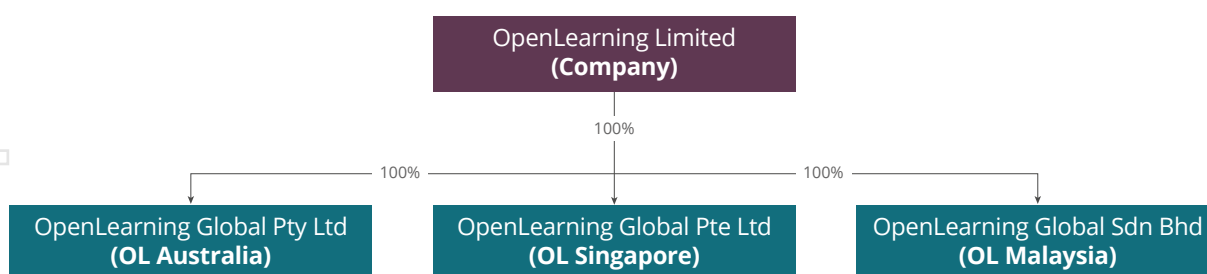 OpenLearning Limited
(Company)
100%
100%
100%
OpenLearning Global Pty Ltd
(OL Australia)
OpenLearning Global Pte Ltd
(OL Singapore)
OpenLearning Global Sdn Bhd
(OL Malaysia)